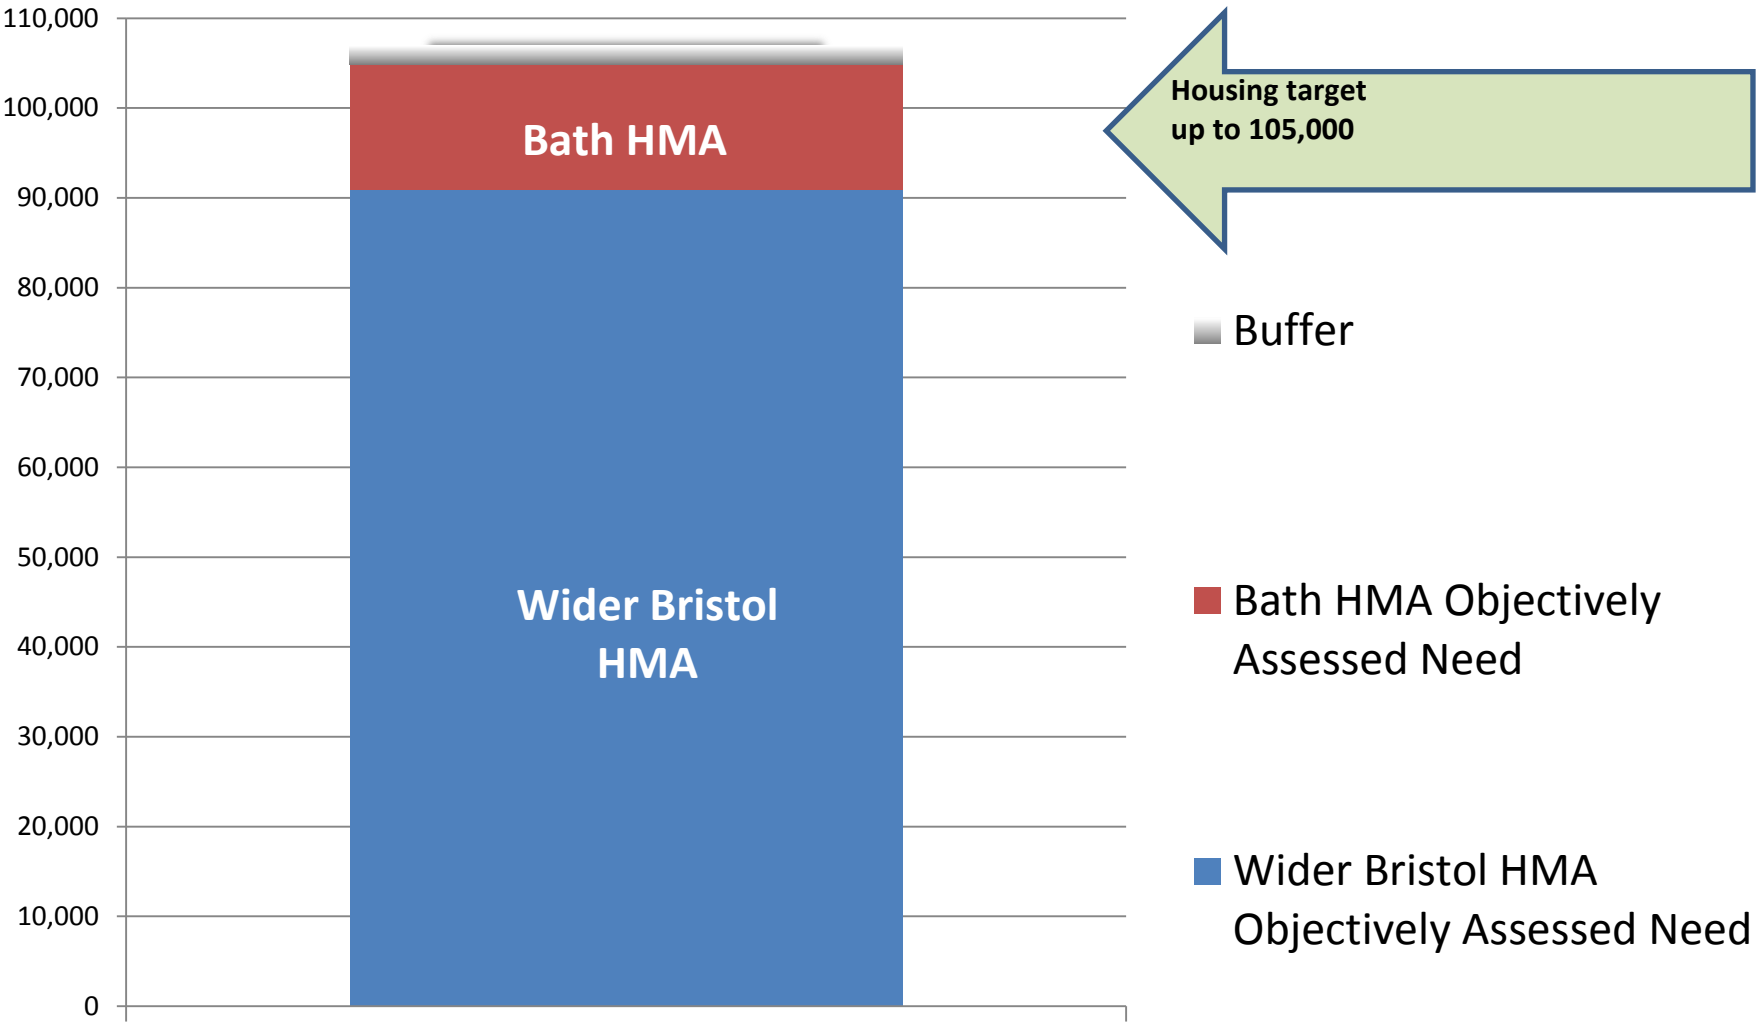 110,000
100,000
90,000
80,000
70,000
60,000
50,000
40,000
30,000
20,000
10,000
0
Bath HMA
Wider Bristol
HMA
Housing target
up to 105,000
Buffer
Bath HMA Objectively
Assessed Need
Wider Bristol HMA
Objectively Assessed Need